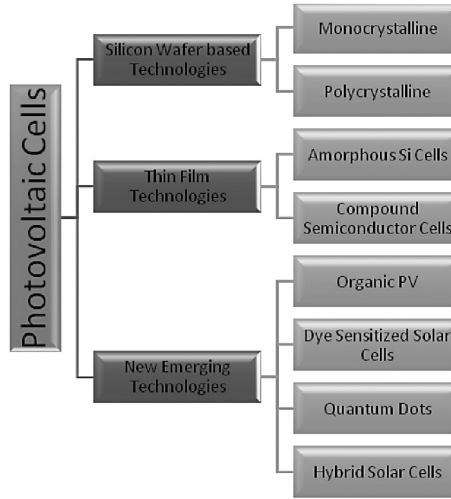 Photovoltaic Cells
Silicon Wafer based
Technologies
Monocrystalline
Polycrystalline
Thin Film
Technologies
Amorphous Si Cells
Compound
Semiconductor Cells
New Emerging
Technologies
Organic PV
Dye Sensitized Solar
Cells
Quantum Dots
Hybrid Solar Cells